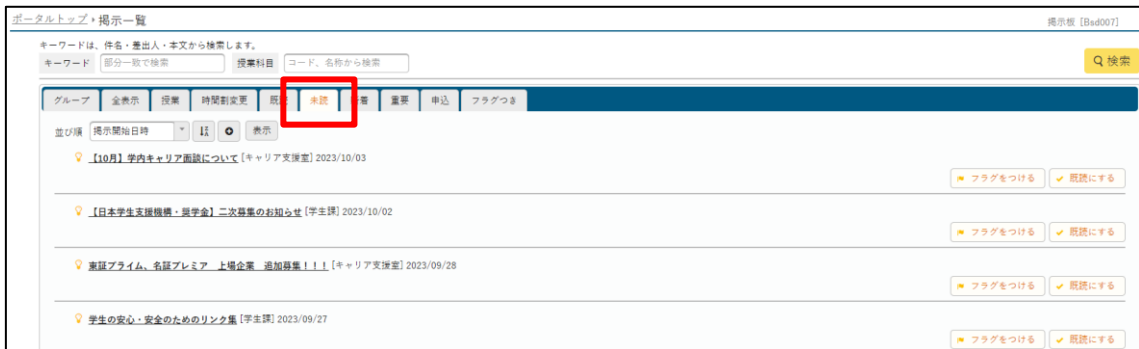 ポータルトップ▸掲示一覧 掲示板 [Bsd007]
キーワードは、件名・差出人・本文から検索します。
キーワード 部分一致で検索 授業科目 コード、名称から検索 検索
グループ 全表示 授業 時間割変更 既読 未読 新着 重要 申込 フラグつき
並び順 掲示開始日時 表示
【10月】学内キャリア面談について [キャリア支援室] 2023/10/03
フラグをつける 既読にする
【日本学生支援機構・奨学金】二次募集のお知らせ [学生課] 2023/10/02
フラグをつける 既読にする
東証プライム、名証プレミア 上場企業 追加募集！！！ [キャリア支援室] 2023/09/28
フラグをつける 既読にする
学生の安心・安全のためのリンク集 [学生課] 2023/09/27
フラグをつける 既読にする